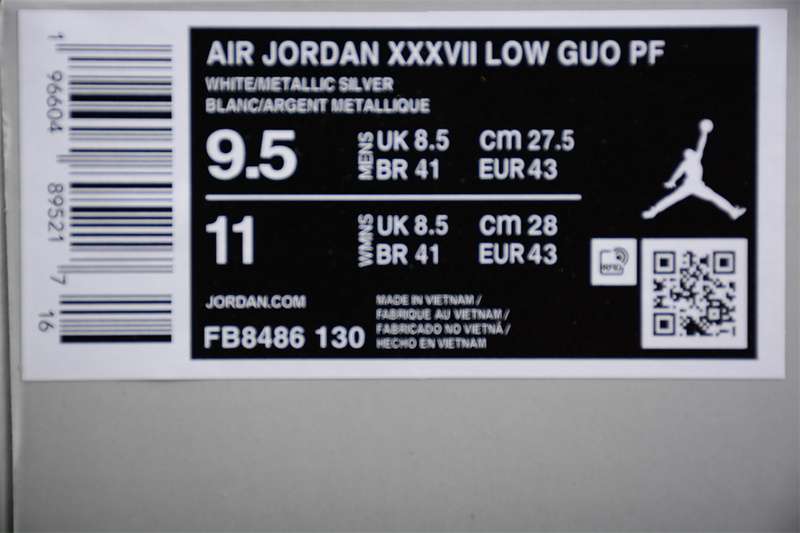 AIR JORDAN XXXVII LOW GUO PF
WHITE/METALLIC SILVER
BLANC/ARGENT METALLIQUE
9.5
MENS
UK 8.5
cm 27.5
BR 41
EUR 43
11
WMNS
UK 8.5
cm 28
BR 41
EUR 43
RFID
JORDAN.COM
FB8486 130
MADE IN VIETNAM /
FABRIQUE AU VIETNAM /
FABRICADO NO VIETNÃ /
HECHO EN VIETNAM
1 96604 89521 7 16